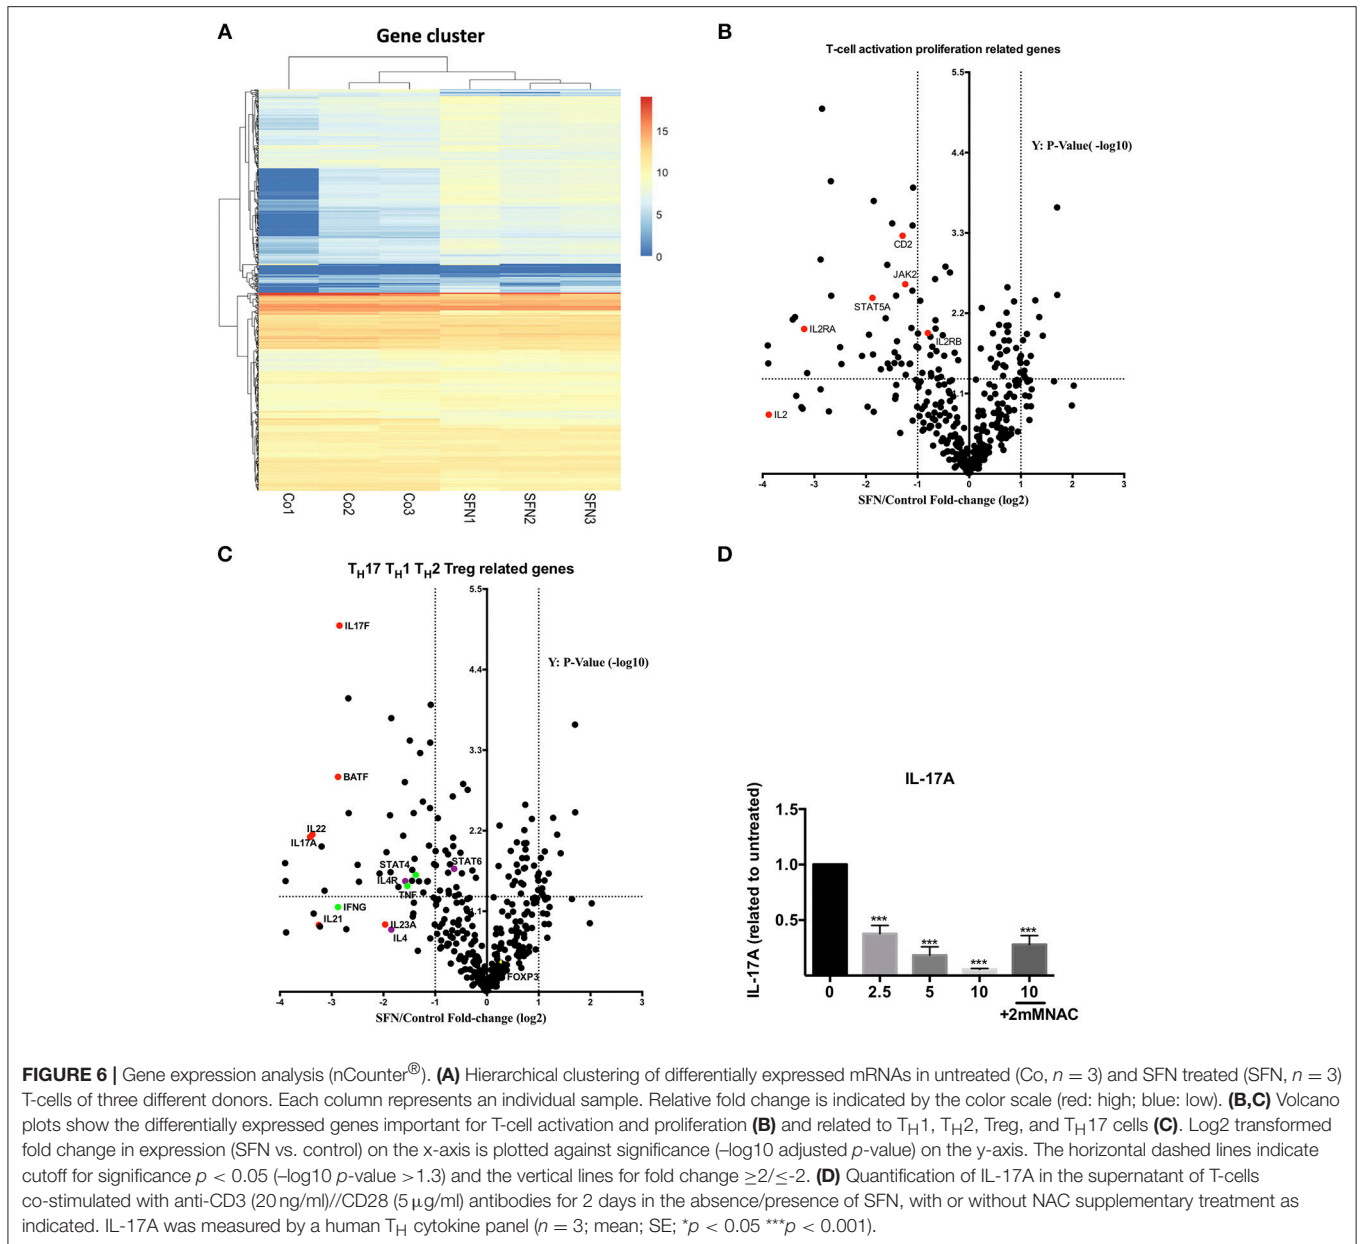 A
Gene cluster
15
10
5
0
Co1
Co2
Co3
SFN1
SFN2
SFN3
B
T-cell activation proliferation related genes
5.5
4.4
Y: P-Value( -log10)
3.3
CD2
JAK2
STAT5A
2.2
IL2RA
IL2RB
1.1
IL2
-4 -3 -2 -1 0 1 2 3
SFN/Control Fold-change (log2)
C
TH17 TH1 TH2 Treg related genes
5.5
IL17F
4.4
Y: P-Value (-log10)
3.3
BATF
2.2
IL22
IL17A
STAT4
STAT6
IL4R
TNF
IFNG
1.1
IL21
IL23A
IL4
FOXP3
-4 -3 -2 -1 0 1 2 3
SFN/Control Fold-change (log2)
D
IL-17A
IL-17A (related to untreated)
1.5
1.0
0.5
***
***
***
***
0 2.5 5 10 10
+2mMNAC
FIGURE 6 | Gene expression analysis (nCounter®). (A) Hierarchical clustering of differentially expressed mRNAs in untreated (Co, n = 3) and SFN treated (SFN, n = 3)
T-cells of three different donors. Each column represents an individual sample. Relative fold change is indicated by the color scale (red: high; blue: low). (B,C) Volcano
plots show the differentially expressed genes important for T-cell activation and proliferation (B) and related to TH1, TH2, Treg, and TH17 cells (C). Log2 transformed
fold change in expression (SFN vs. control) on the x-axis is plotted against significance (–log10 adjusted p-value) on the y-axis. The horizontal dashed lines indicate
cutoff for significance p < 0.05 (–log10 p-value >1.3) and the vertical lines for fold change ≥2/≤-2. (D) Quantification of IL-17A in the supernatant of T-cells
co-stimulated with anti-CD3 (20 ng/ml)//CD28 (5 μg/ml) antibodies for 2 days in the absence/presence of SFN, with or without NAC supplementary treatment as
indicated. IL-17A was measured by a human TH cytokine panel (n = 3; mean; SE; *p < 0.05 ***p < 0.001).